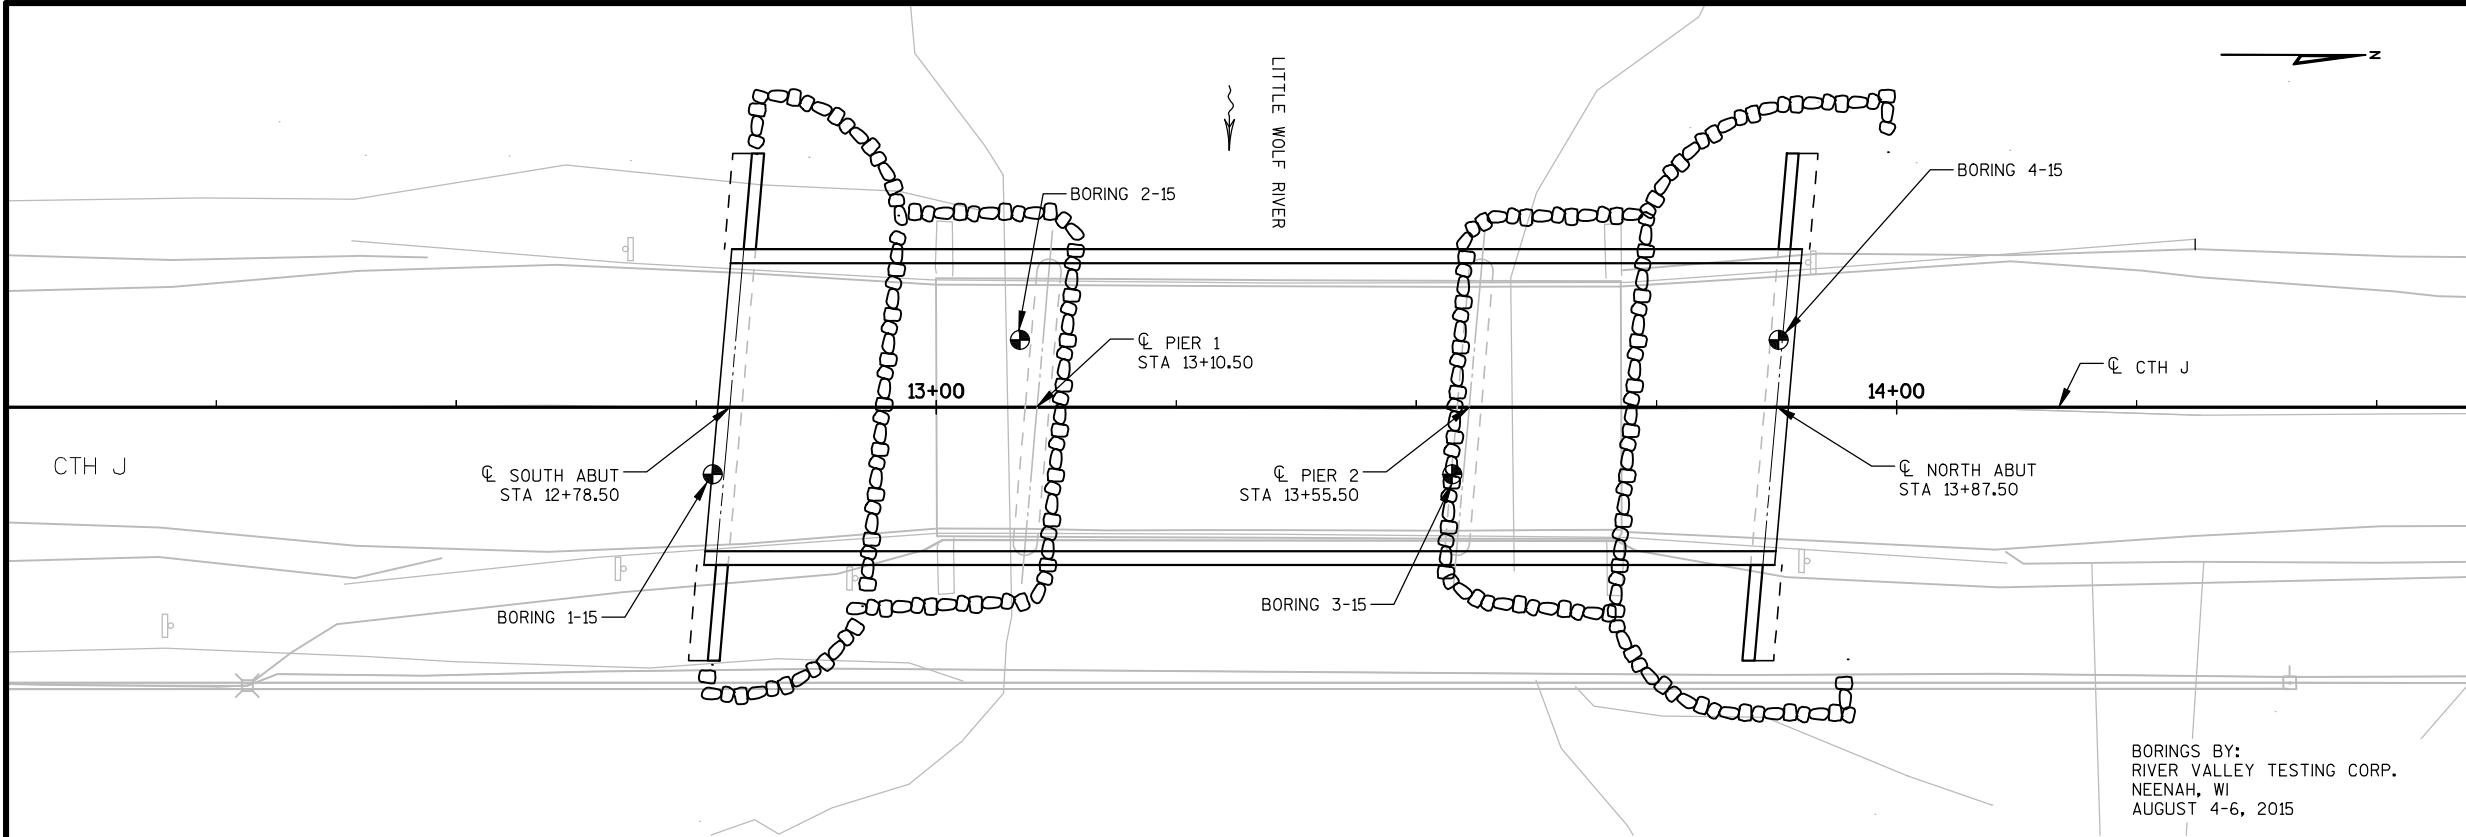 N
LITTLE WOLF RIVER
BORING 2-15
BORING 4-15
℄ PIER 1
STA 13+10.50
℄ CTH J
13+00
14+00
CTH J
℄ SOUTH ABUT
STA 12+78.50
℄ PIER 2
STA 13+55.50
℄ NORTH ABUT
STA 13+87.50
BORING 1-15
BORING 3-15
BORINGS BY:
RIVER VALLEY TESTING CORP.
NEENAH, WI
AUGUST 4-6, 2015